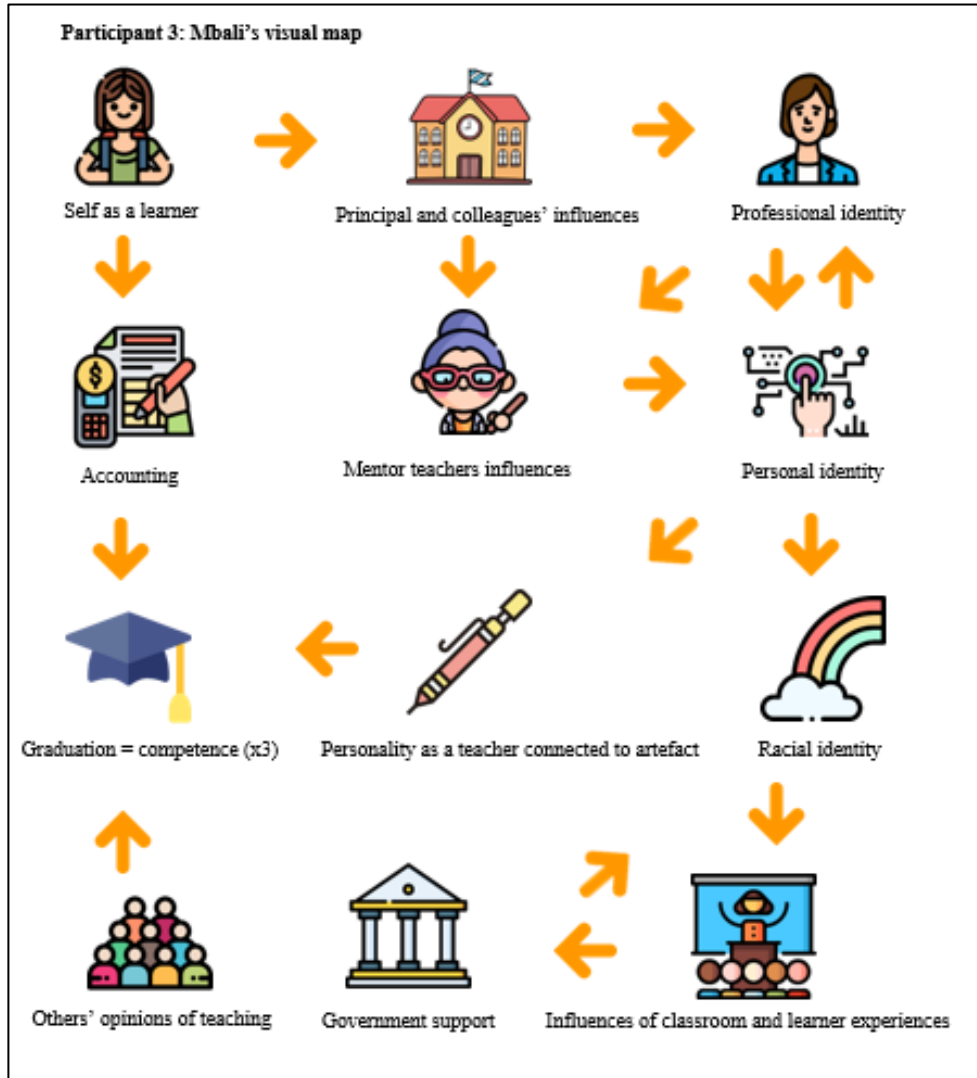 Participant 3: Mbali's visual map
Self as a learner
Principal and colleagues' influences
Professional identity
Accounting
Mentor teachers influences
Personal identity
Graduation = competence (x3)
Personality as a teacher connected to artefact
Racial identity
Others' opinions of teaching
Government support
Influences of classroom and learner experiences